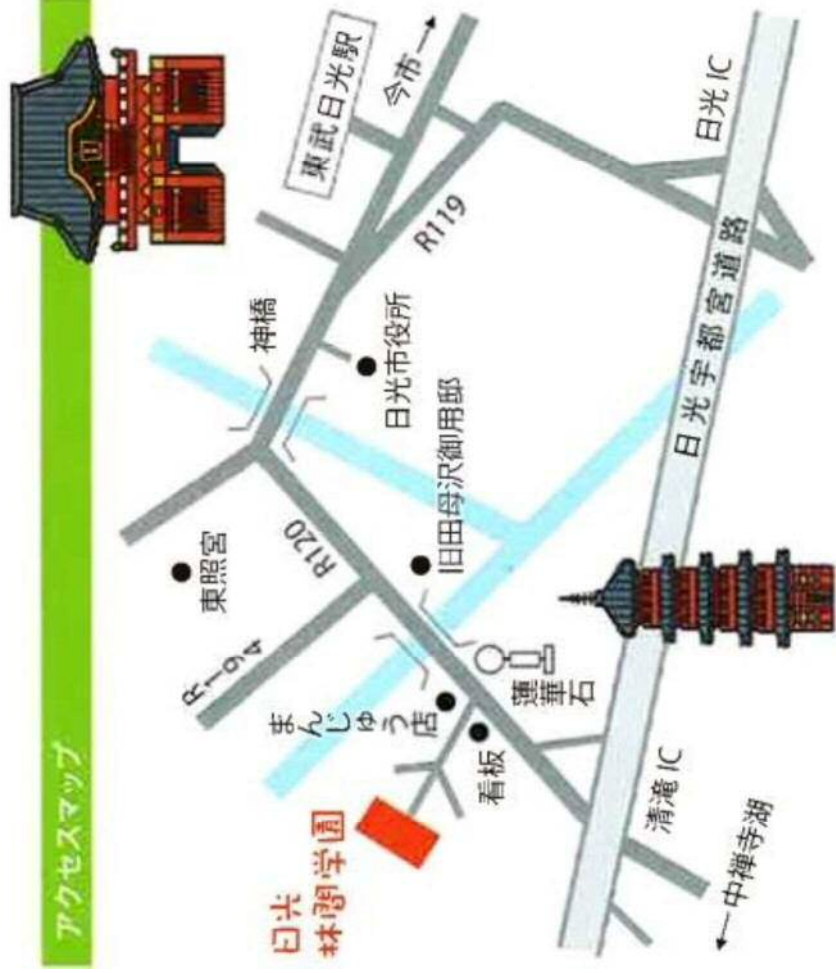 アクセスマップ
東武日光駅
今市→
R119
日光IC
神橋
日光市役所
日光宇都宮道路
東照宮
R120
旧田母沢御用邸
R194
まんじゅう店
蓮華石
看板
清滝IC
日光
林間学園
←中禅寺湖